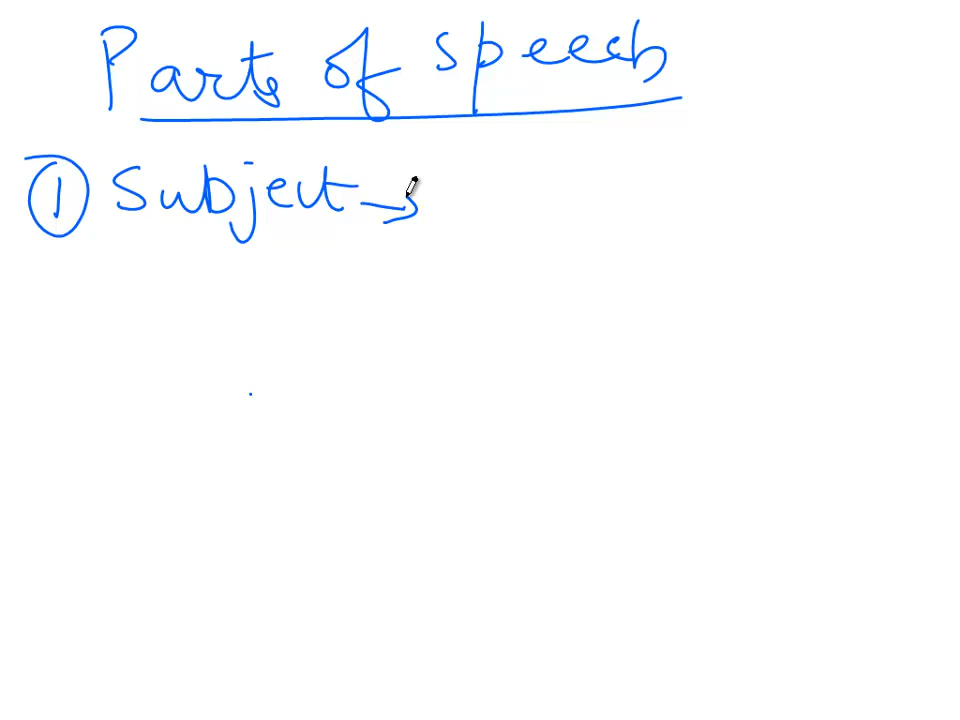 Parts of speech
① Subject →